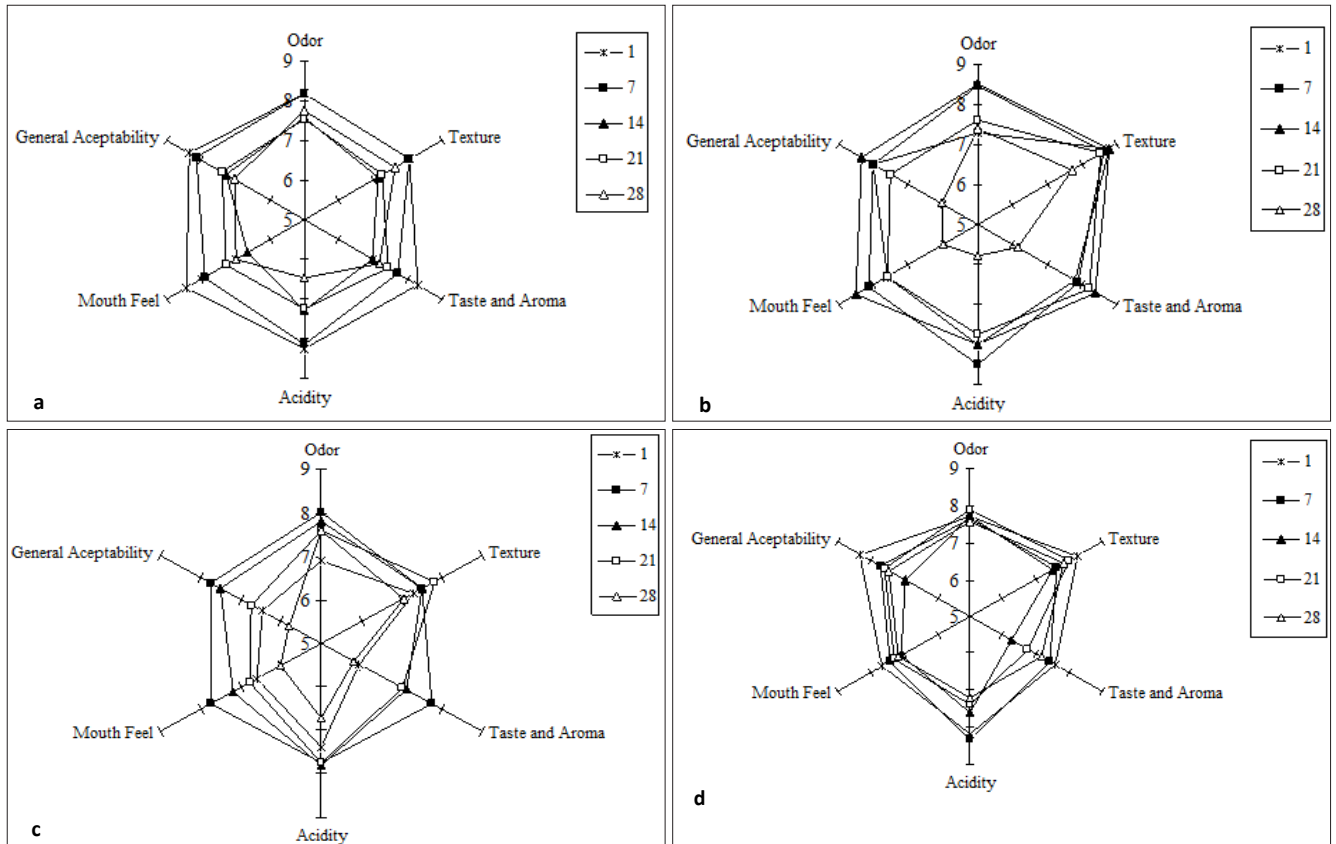 Odor
9
8
7
6
5
Texture
Taste and Aroma
Acidity
Mouth Feel
General Aceptability
1
7
14
21
28
a
Odor
9
8
7
6
5
Texture
Taste and Aroma
Acidity
Mouth Feel
General Aceptability
1
7
14
21
28
b
Odor
9
8
7
6
5
Texture
Taste and Aroma
Acidity
Mouth Feel
General Aceptability
1
7
14
21
28
c
Odor
9
8
7
6
5
Texture
Taste and Aroma
Acidity
Mouth Feel
General Aceptability
1
7
14
21
28
d